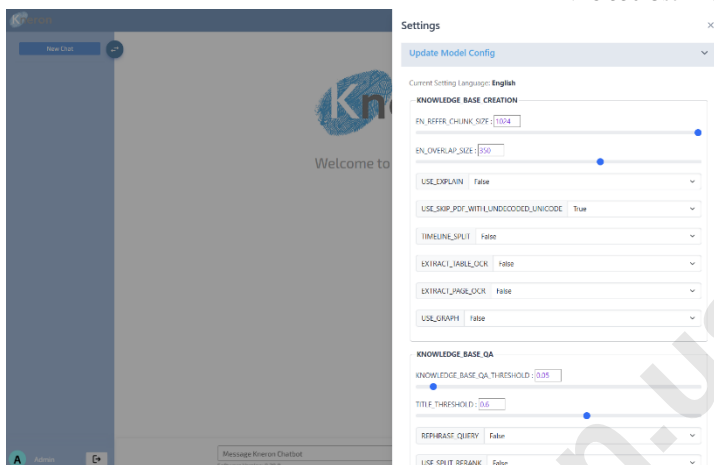 Kneron
New Chat
Kn
Welcome to
A
Admin
Message Kneron Chatbot
Settings
×
Update Model Config
Current Setting Language: English
KNOWLEDGE BASE CREATION
EN_REFER_CHUNK_SIZE : 1024
EN_OVERLAP_SIZE : 350
USE_EXPLAIN False
USE_SKIP_PDF_WITH_UNDECODED_UNICODE True
TIMELINE_SPLIT False
EXTRACT_TABLE_OCR False
EXTRACT_PAGE_OCR False
USE_GRAPH False
KNOWLEDGE_BASE_QA
KNOWLEDGE_BASE_QA_THRESHOLD : 0.05
TITLE_THRESHOLD : 0.6
REPHRASE_QUERY False
USE_SPLIT_RERANK False